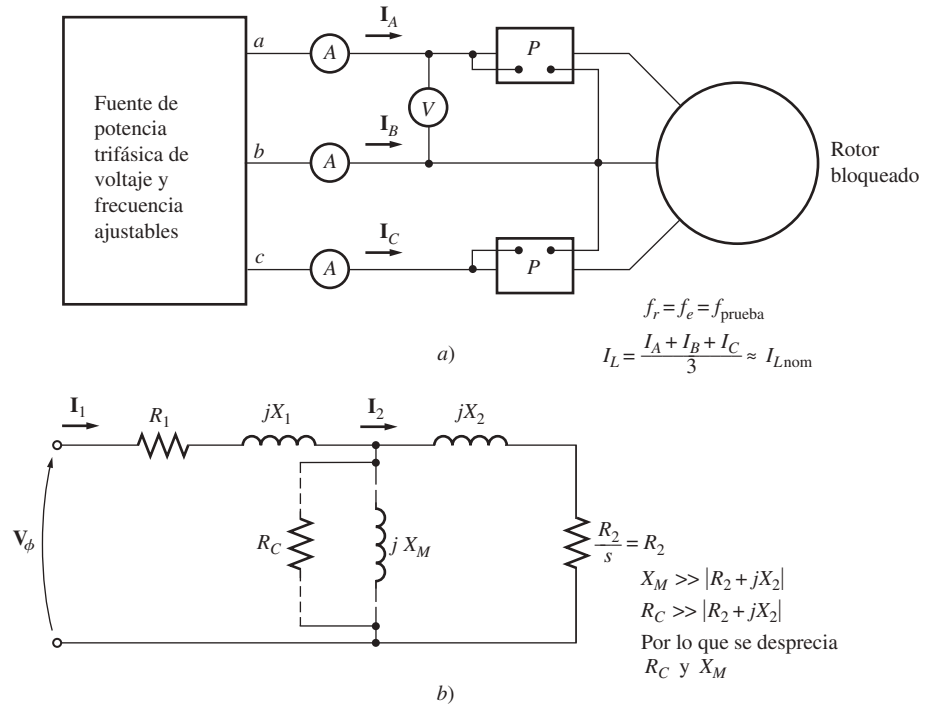 Fuente de
potencia
trifásica de
voltaje y
frecuencia
ajustables
a
A
I_A
P
V
b
A
I_B
Rotor
bloqueado
c
A
I_C
P
f_r = f_e = f_prueba
I_L = (I_A + I_B + I_C)/3 ≈ I_Lnom
a)
I_1
R_1
jX_1
I_2
jX_2
V_ϕ
R_C
j X_M
R_2/s = R_2
X_M >> |R_2 + jX_2|
R_C >> |R_2 + jX_2|
Por lo que se desprecia
R_C y X_M
b)